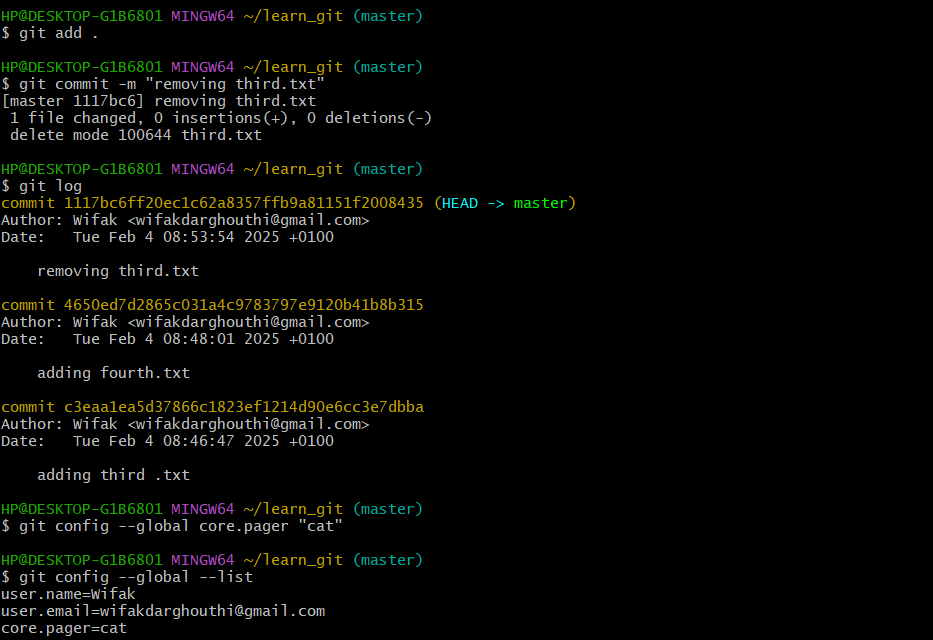 HP@DESKTOP-G1B6801 MINGW64 ~/learn_git (master)
$ git add .
HP@DESKTOP-G1B6801 MINGW64 ~/learn_git (master)
$ git commit -m "removing third.txt"
[master 1117bc6] removing third.txt
 1 file changed, 0 insertions(+), 0 deletions(-)
 delete mode 100644 third.txt
HP@DESKTOP-G1B6801 MINGW64 ~/learn_git (master)
$ git log
commit 1117bc6ff20ec1c62a8357ffb9a81151f2008435 (HEAD -> master)
Author: Wifak <wifakdarghouthi@gmail.com>
Date:   Tue Feb 4 08:53:54 2025 +0100
    removing third.txt
commit 4650ed7d2865c031a4c9783797e9120b41b8b315
Author: Wifak <wifakdarghouthi@gmail.com>
Date:   Tue Feb 4 08:48:01 2025 +0100
    adding fourth.txt
commit c3eaa1ea5d37866c1823ef1214d90e6cc3e7dbba
Author: Wifak <wifakdarghouthi@gmail.com>
Date:   Tue Feb 4 08:46:47 2025 +0100
    adding third .txt
HP@DESKTOP-G1B6801 MINGW64 ~/learn_git (master)
$ git config --global core.pager "cat"
HP@DESKTOP-G1B6801 MINGW64 ~/learn_git (master)
$ git config --global --list
user.name=Wifak
user.email=wifakdarghouthi@gmail.com
core.pager=cat